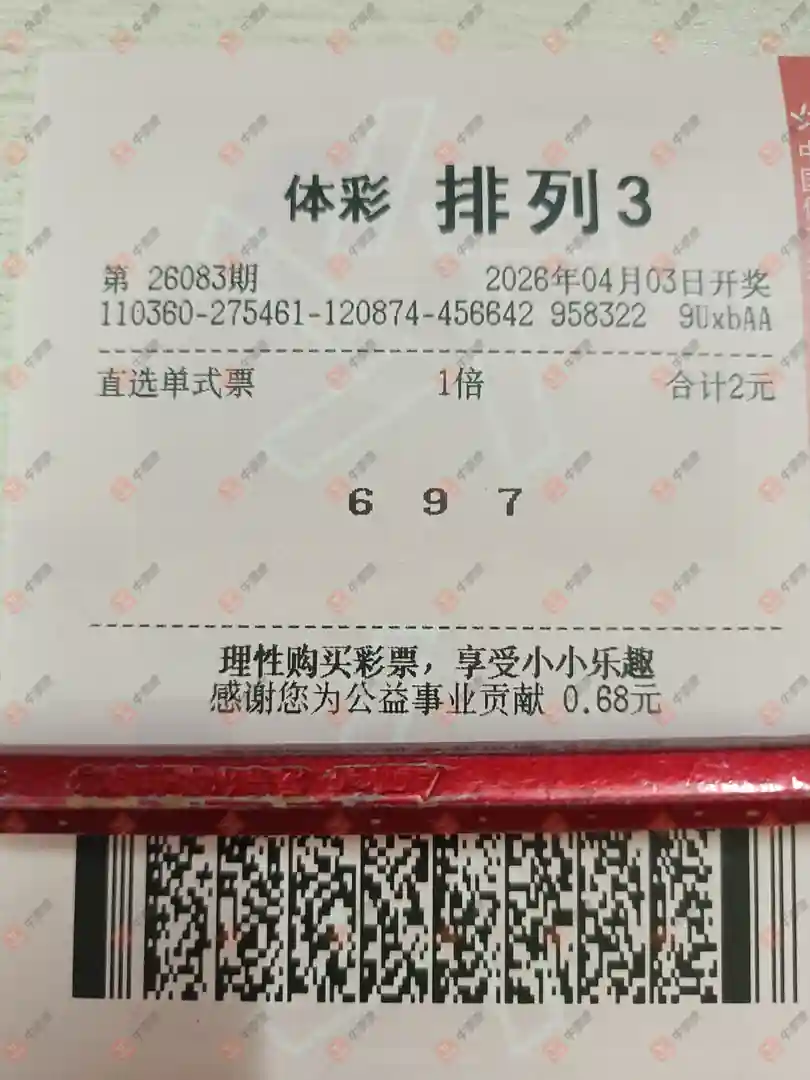 体彩 排列3
第 26083期 2026年04月03日开奖
110360-275461-120874-456642 958322 9UxbAA
直选单式票 1倍 合计2元
6 9 7
理性购买彩票，享受小小乐趣
感谢您为公益事业贡献 0.68元
中国